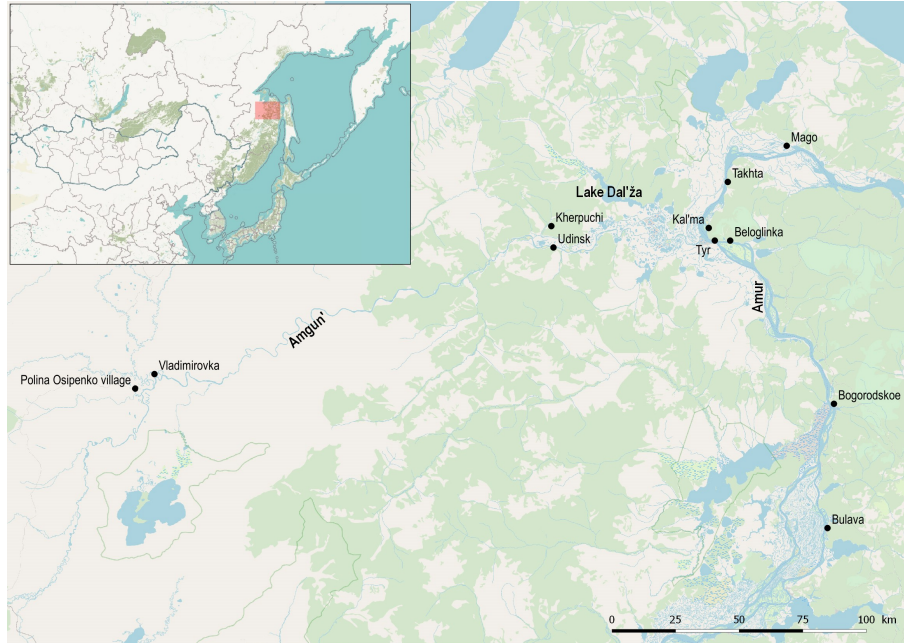 Mago
Takhta
Lake Dal'ža
Kherpuchi
Kal'ma
Beloglinka
Udinsk
Tyr
Amur
Amgun'
Vladimirovka
Polina Osipenko village
Bogorodskoe
Bulava
0 25 50 75 100 km